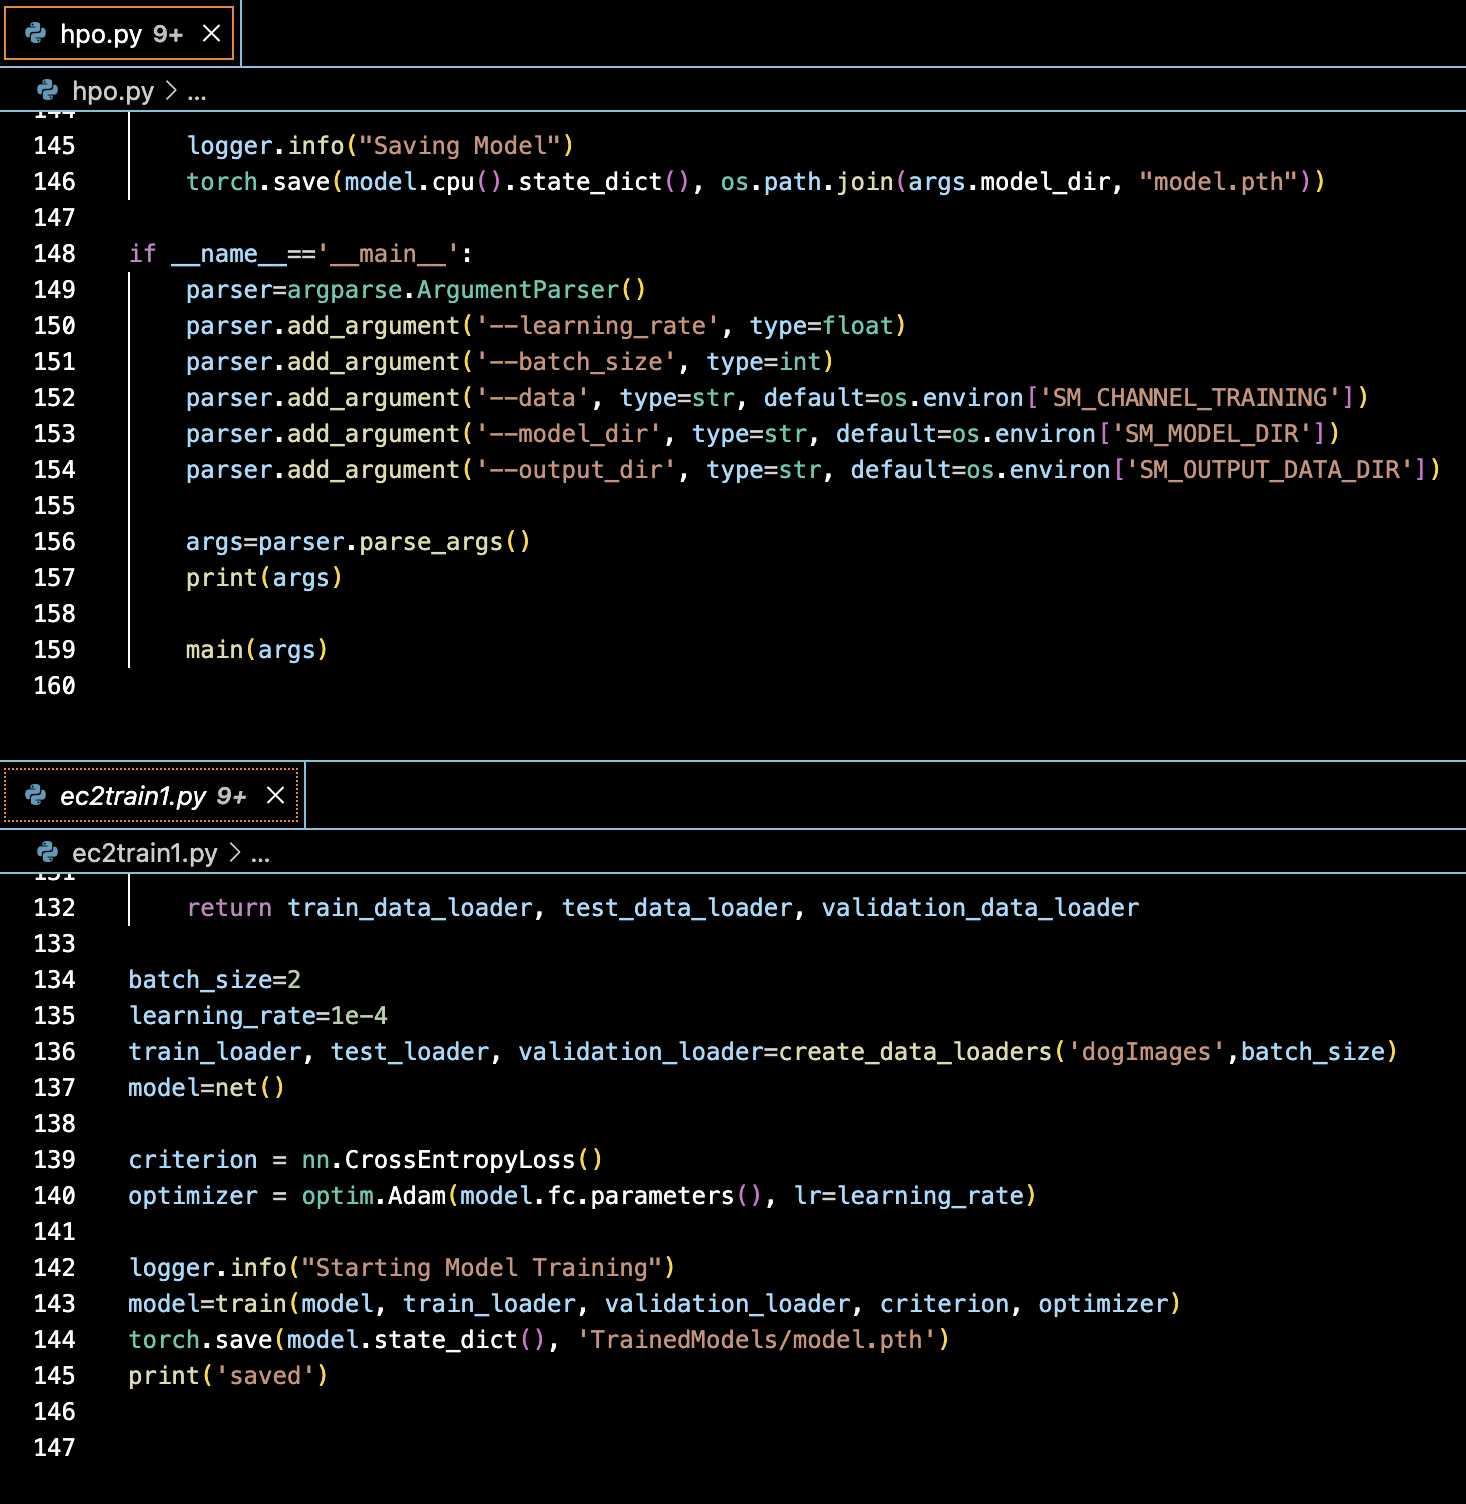 hpo.py 9+
hpo.py > ...
144
145 logger.info("Saving Model")
146 torch.save(model.cpu().state_dict(), os.path.join(args.model_dir, "model.pth"))
147
148 if __name__=='__main__':
149 parser=argparse.ArgumentParser()
150 parser.add_argument('--learning_rate', type=float)
151 parser.add_argument('--batch_size', type=int)
152 parser.add_argument('--data', type=str, default=os.environ['SM_CHANNEL_TRAINING'])
153 parser.add_argument('--model_dir', type=str, default=os.environ['SM_MODEL_DIR'])
154 parser.add_argument('--output_dir', type=str, default=os.environ['SM_OUTPUT_DATA_DIR'])
155
156 args=parser.parse_args()
157 print(args)
158
159 main(args)
160
ec2train1.py 9+
ec2train1.py > ...
131
132 return train_data_loader, test_data_loader, validation_data_loader
133
134 batch_size=2
135 learning_rate=1e-4
136 train_loader, test_loader, validation_loader=create_data_loaders('dogImages',batch_size)
137 model=net()
138
139 criterion = nn.CrossEntropyLoss()
140 optimizer = optim.Adam(model.fc.parameters(), lr=learning_rate)
141
142 logger.info("Starting Model Training")
143 model=train(model, train_loader, validation_loader, criterion, optimizer)
144 torch.save(model.state_dict(), 'TrainedModels/model.pth')
145 print('saved')
146
147